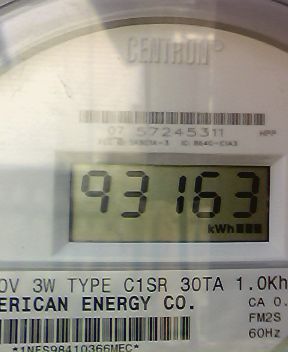 CENTRON®
07 57245311 HPP
93163
kWh
0V 3W TYPE C1SR 30TA 1.0Kh
ERICAN ENERGY CO.
CA 0.
FM2S
60Hz
*1NES98410366MEC*